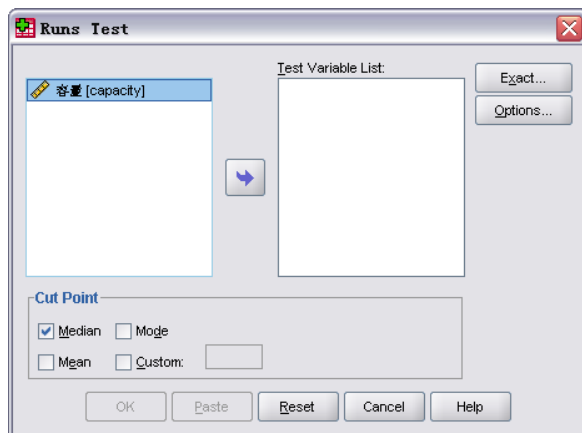 Runs Test
容量 [capacity]
Test Variable List:
Exact...
Options...
Cut Point
Median
Mode
Mean
Custom:
OK
Paste
Reset
Cancel
Help